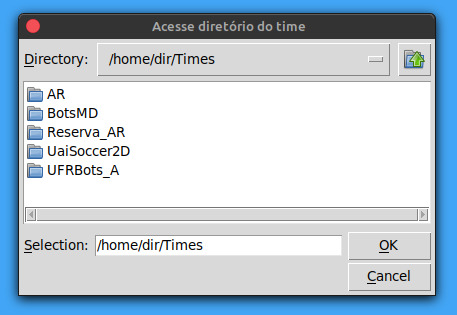 Acesse diretório do time
Directory: /home/dir/Times
AR
BotsMD
Reserva_AR
UaiSoccer2D
UFRBots_A
Selection: /home/dir/Times OK
Cancel